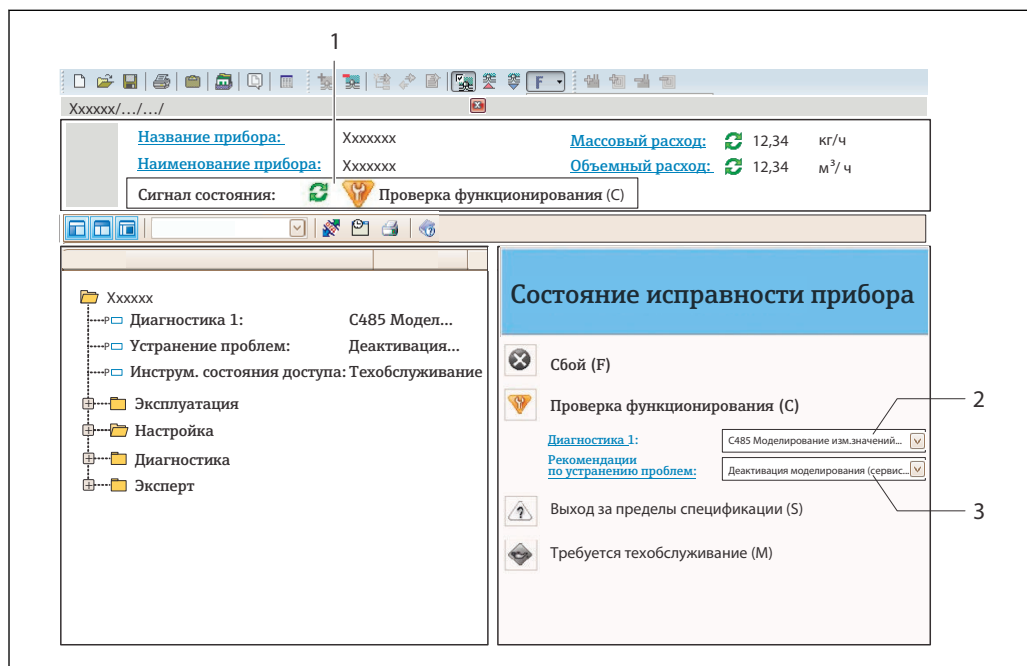 1
F
Xxxxxx/.../.../
Название прибора: Xxxxxxx Массовый расход: 12,34 кг/ч
Наименование прибора: Xxxxxxx Объемный расход: 12,34 м³/ ч
Сигнал состояния: Проверка функционирования (C)
Xxxxxx
P Диагностика 1: C485 Модел...
P Устранение проблем: Деактивация...
P Инструм. состояния доступа: Техобслуживание
Эксплуатация
Настройка
Диагностика
Эксперт
Состояние исправности прибора
Сбой (F)
Проверка функционирования (C)
2
Диагностика 1: C485 Моделирование изм.значений...
Рекомендации
по устранению проблем: Деактивация моделирования (сервис...
3
Выход за пределы спецификации (S)
Требуется техобслуживание (M)